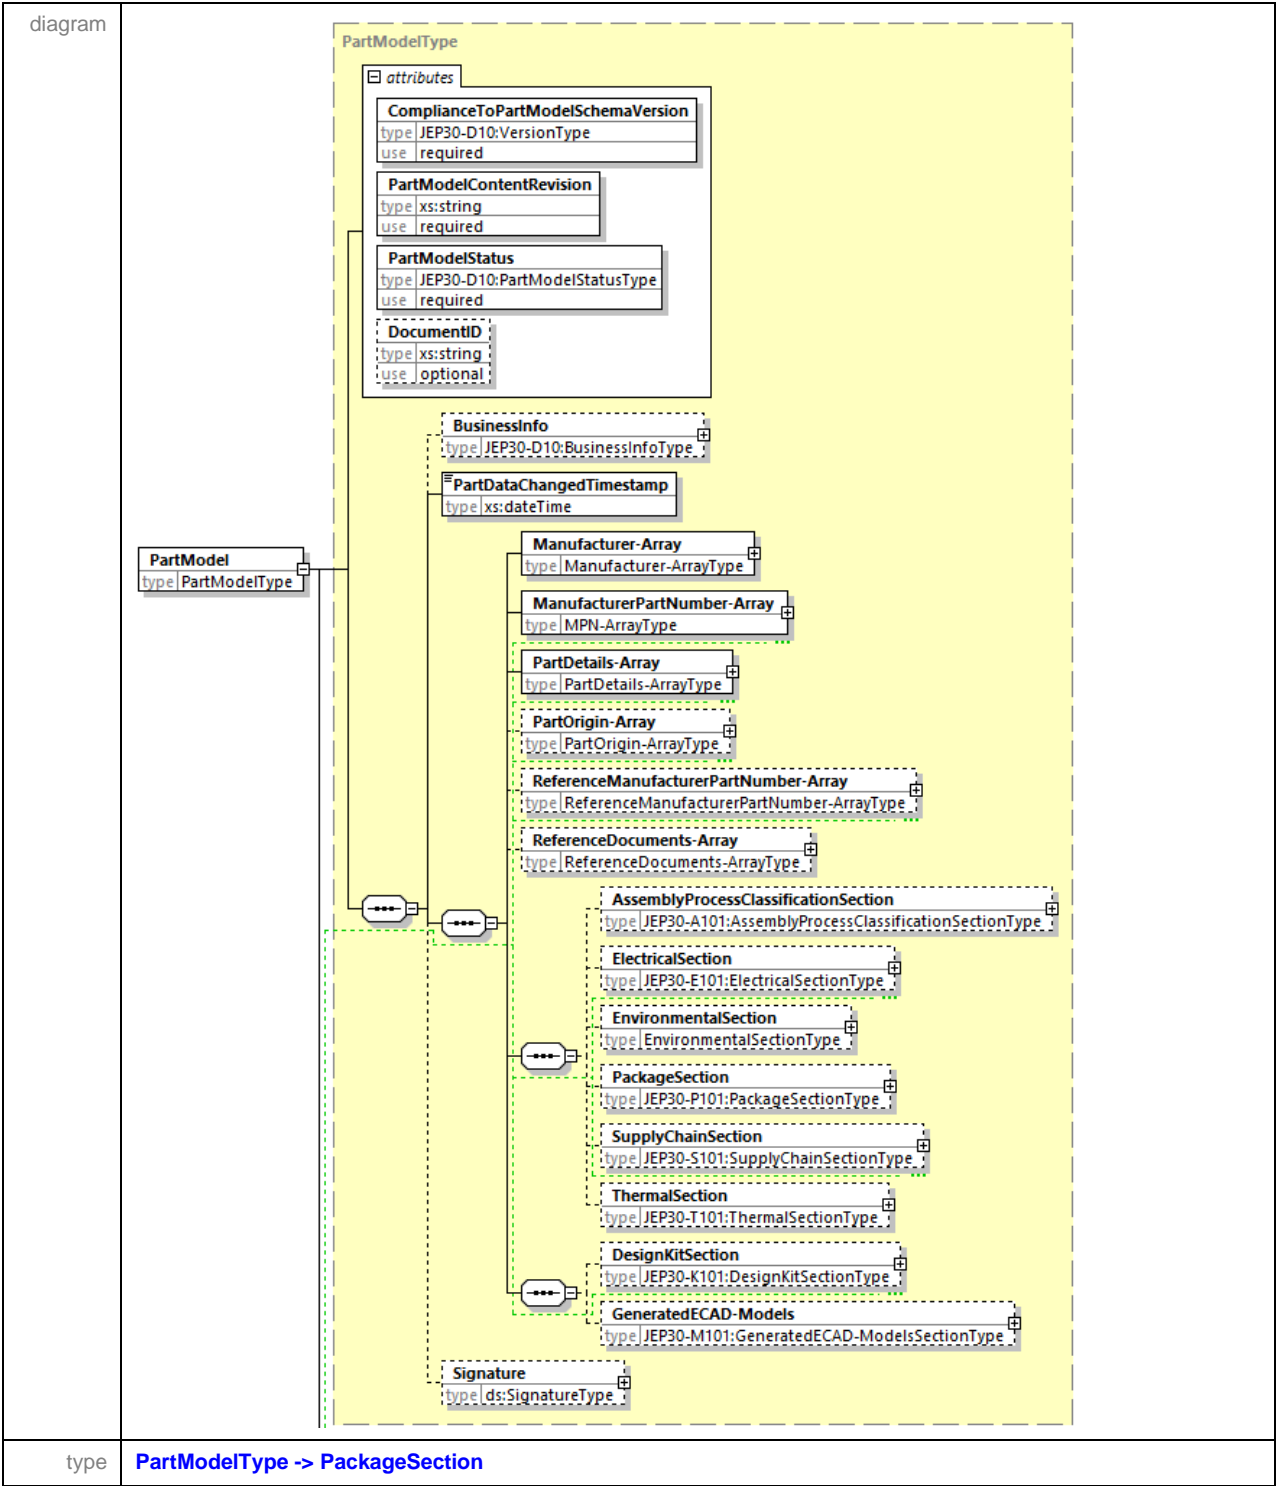 diagram
PartModelType
attributes
ComplianceToPartModelSchemaVersion
type JEP30-D10:VersionType
use required
PartModelContentRevision
type xs:string
use required
PartModelStatus
type JEP30-D10:PartModelStatusType
use required
DocumentID
type xs:string
use optional
BusinessInfo
type JEP30-D10:BusinessInfoType
PartDataChangedTimestamp
type xs:dateTime
PartModel
type PartModelType
Manufacturer-Array
type Manufacturer-ArrayType
ManufacturerPartNumber-Array
type MPN-ArrayType
PartDetails-Array
type PartDetails-ArrayType
PartOrigin-Array
type PartOrigin-ArrayType
ReferenceManufacturerPartNumber-Array
type ReferenceManufacturerPartNumber-ArrayType
ReferenceDocuments-Array
type ReferenceDocuments-ArrayType
AssemblyProcessClassificationSection
type JEP30-A101:AssemblyProcessClassificationSectionType
ElectricalSection
type JEP30-E101:ElectricalSectionType
EnvironmentalSection
type EnvironmentalSectionType
PackageSection
type JEP30-P101:PackageSectionType
SupplyChainSection
type JEP30-S101:SupplyChainSectionType
ThermalSection
type JEP30-T101:ThermalSectionType
DesignKitSection
type JEP30-K101:DesignKitSectionType
GeneratedECAD-Models
type JEP30-M101:GeneratedECAD-ModelsSectionType
Signature
type ds:SignatureType
type PartModelType -> PackageSection